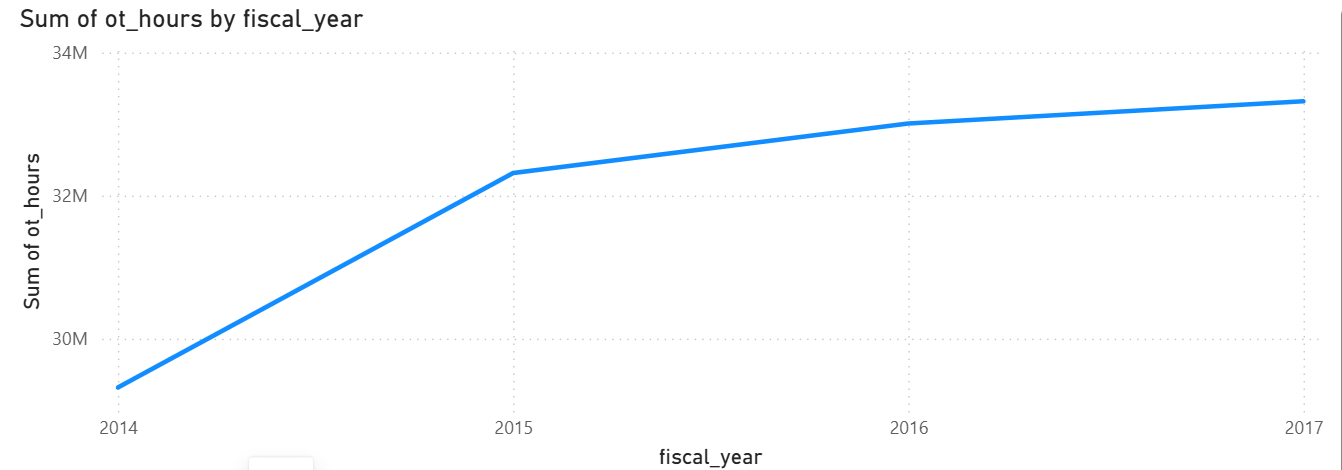 Sum of ot_hours by fiscal_year
34M
32M
30M
Sum of ot_hours
2014 2015 2016 2017
fiscal_year